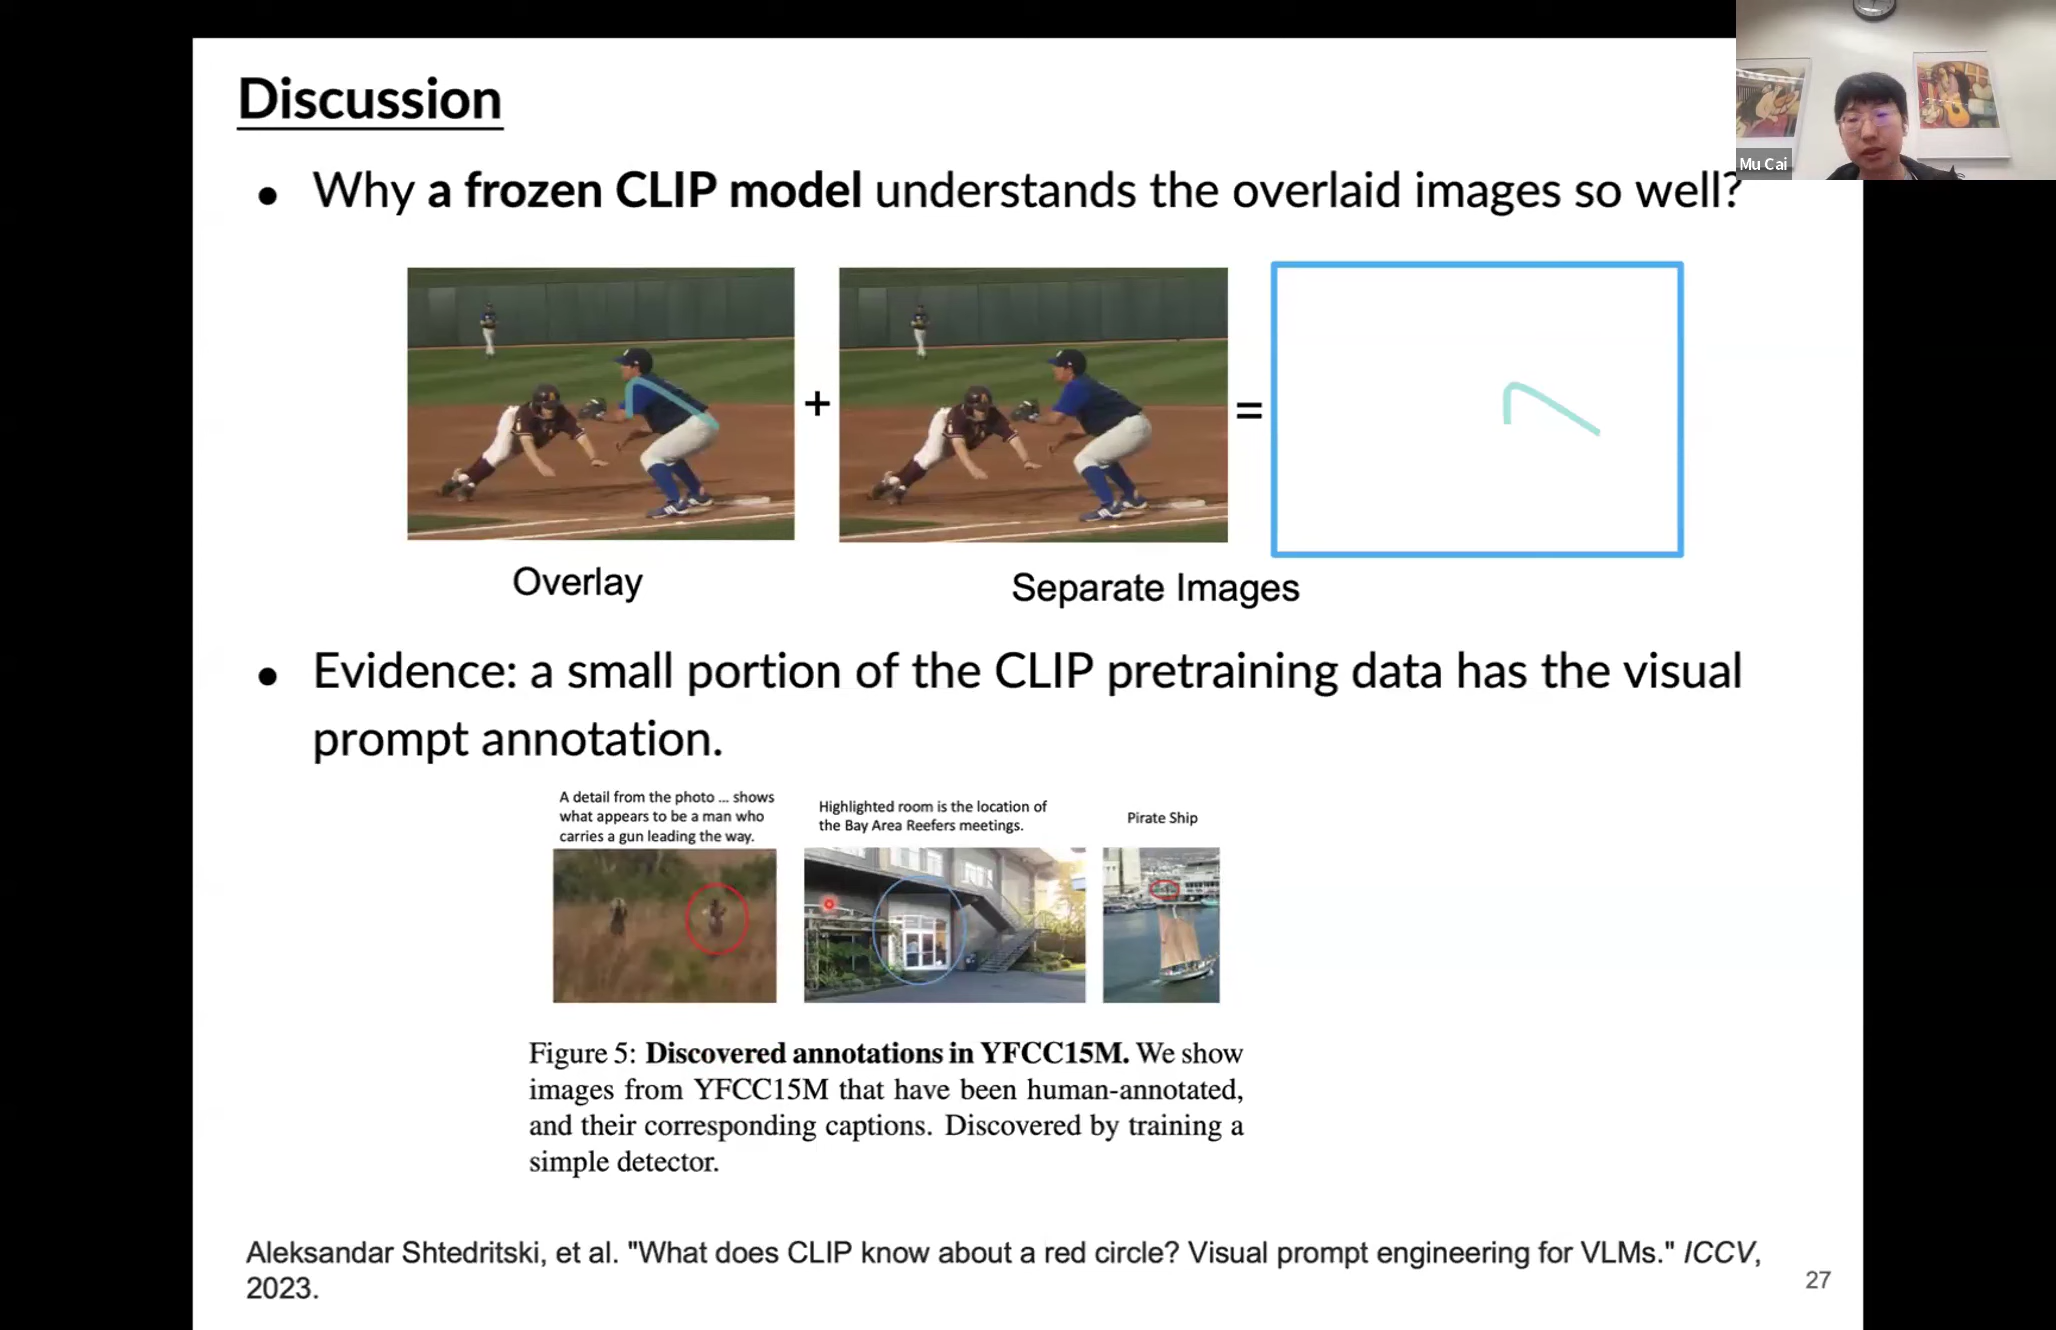 Discussion
Mu Cai
● Why a frozen CLIP model understands the overlaid images so well?
+
=
Overlay
Separate Images
● Evidence: a small portion of the CLIP pretraining data has the visual
prompt annotation.
A detail from the photo ... shows
what appears to be a man who
carries a gun leading the way.
Highlighted room is the location of
the Bay Area Reefers meetings.
Pirate Ship
Figure 5: Discovered annotations in YFCC15M. We show
images from YFCC15M that have been human-annotated,
and their corresponding captions. Discovered by training a
simple detector.
Aleksandar Shtedritski, et al. "What does CLIP know about a red circle? Visual prompt engineering for VLMs." ICCV,
2023.
27